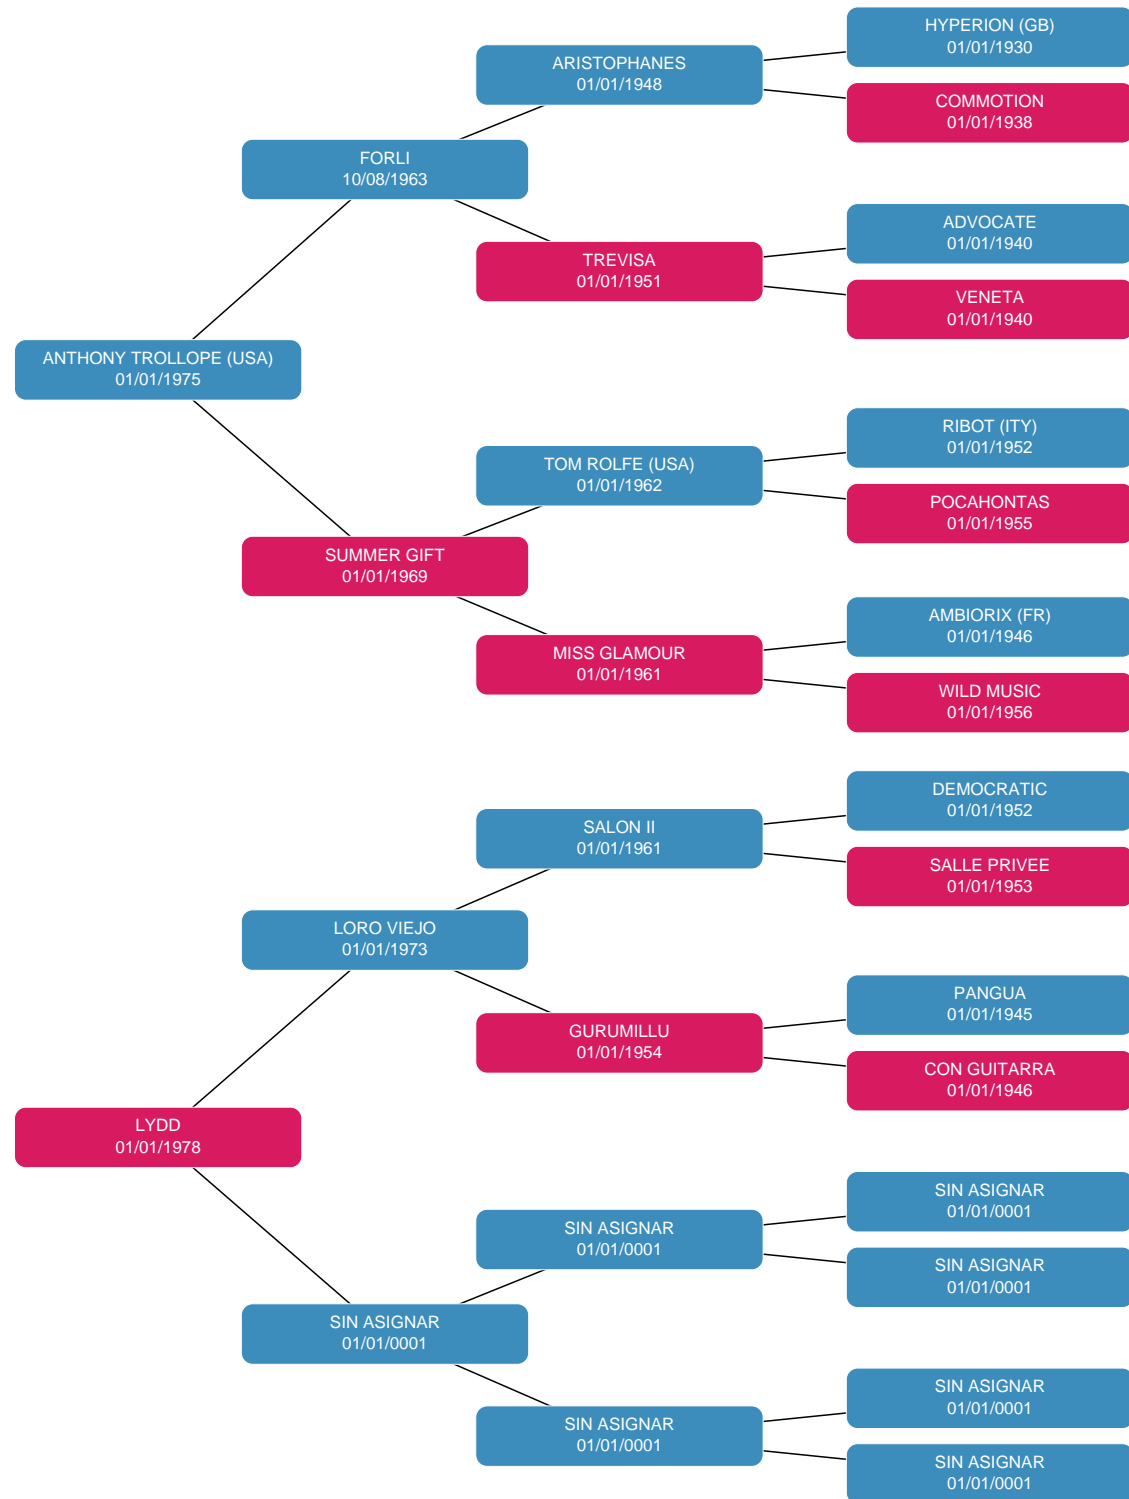 HYPERION (GB)
01/01/1930
ARISTOPHANES
01/01/1948
COMMOTION
01/01/1938
FORLI
10/08/1963
ADVOCATE
01/01/1940
TREVISA
01/01/1951
VENETA
01/01/1940
ANTHONY TROLLOPE (USA)
01/01/1975
RIBOT (ITY)
01/01/1952
TOM ROLFE (USA)
01/01/1962
POCAHONTAS
01/01/1955
SUMMER GIFT
01/01/1969
AMBIORIX (FR)
01/01/1946
MISS GLAMOUR
01/01/1961
WILD MUSIC
01/01/1956
DEMOCRATIC
01/01/1952
SALON II
01/01/1961
SALLE PRIVEE
01/01/1953
LORO VIEJO
01/01/1973
PANGUA
01/01/1945
GURUMILLU
01/01/1954
CON GUITARRA
01/01/1946
LYDD
01/01/1978
SIN ASIGNAR
01/01/0001
SIN ASIGNAR
01/01/0001
SIN ASIGNAR
01/01/0001
SIN ASIGNAR
01/01/0001
SIN ASIGNAR
01/01/0001
SIN ASIGNAR
01/01/0001
SIN ASIGNAR
01/01/0001